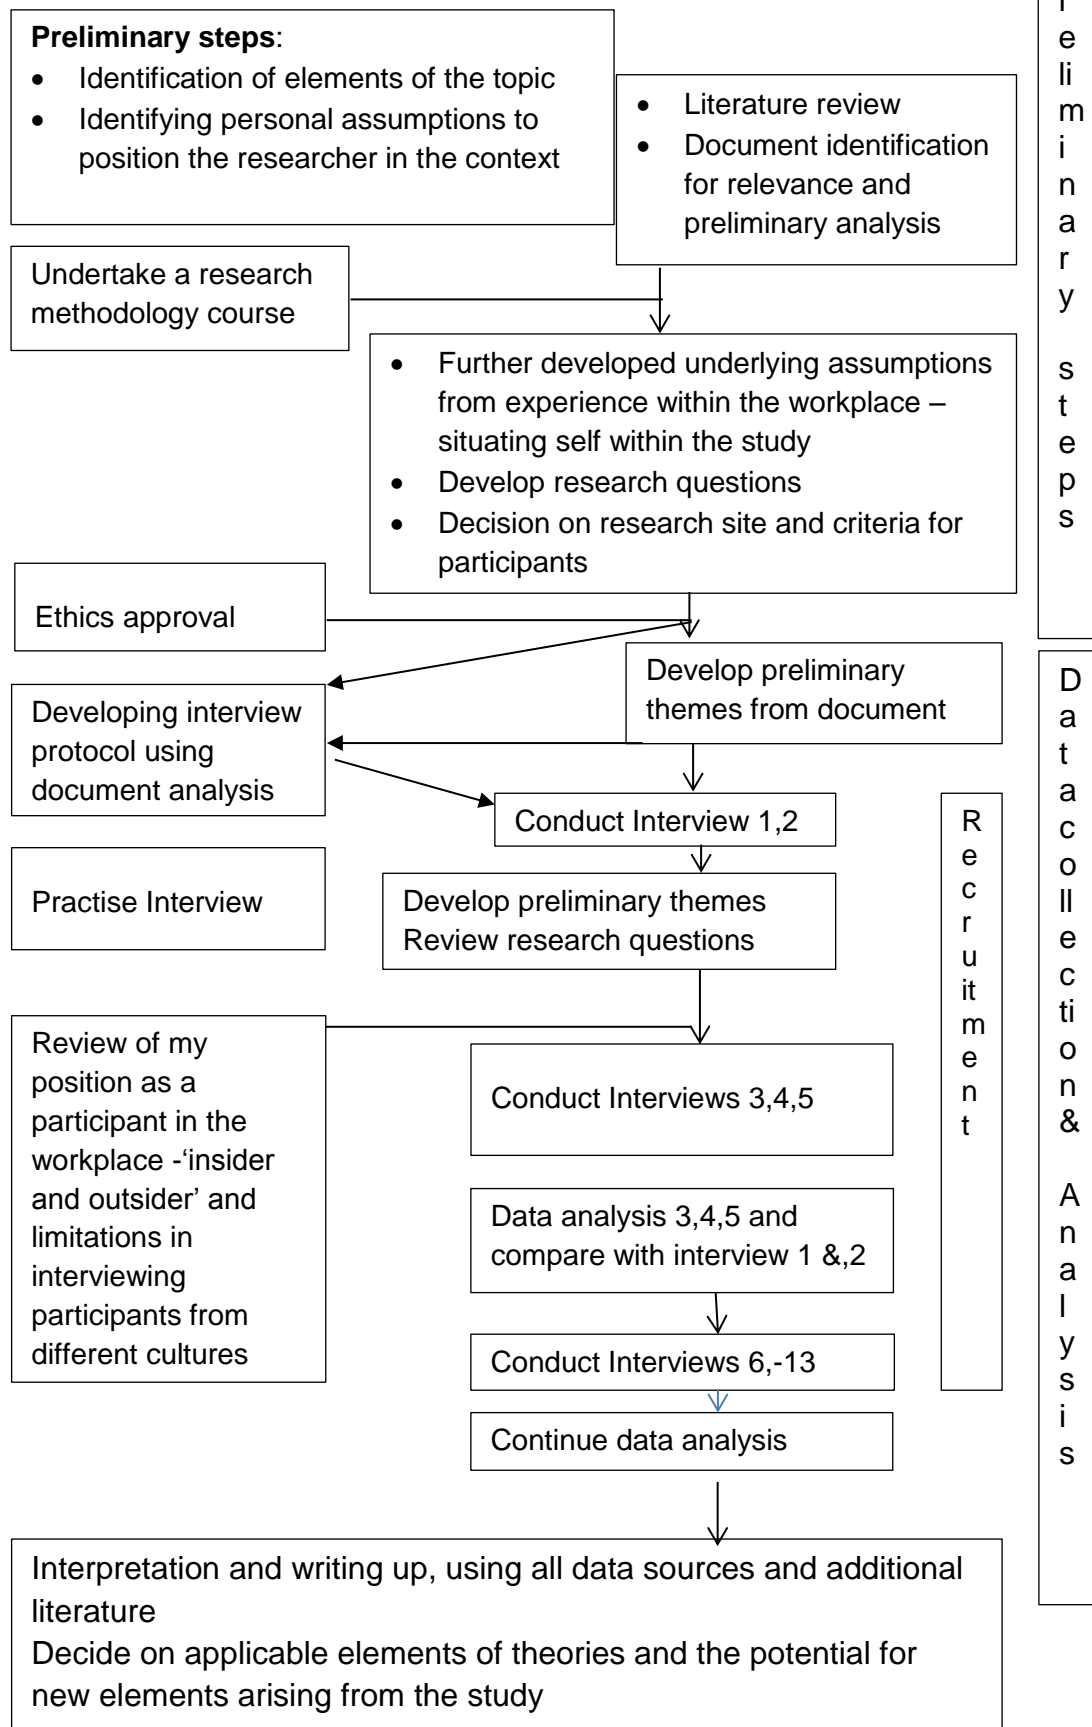 Preliminary steps:
• Identification of elements of the topic
• Identifying personal assumptions to
position the researcher in the context
• Literature review
• Document identification
for relevance and
preliminary analysis
Undertake a research
methodology course
• Further developed underlying assumptions
from experience within the workplace –
situating self within the study
• Develop research questions
• Decision on research site and criteria for
participants
Ethics approval
Develop preliminary
themes from document
Developing interview
protocol using
document analysis
Conduct Interview 1,2
Practise Interview
Develop preliminary themes
Review research questions
Review of my
position as a
participant in the
workplace -‘insider
and outsider’ and
limitations in
interviewing
participants from
different cultures
Conduct Interviews 3,4,5
Data analysis 3,4,5 and
compare with interview 1 &,2
Conduct Interviews 6,-13
Continue data analysis
Interpretation and writing up, using all data sources and additional
literature
Decide on applicable elements of theories and the potential for
new elements arising from the study
r
e
li
m
i
n
a
r
y
s
t
e
p
s
R
e
c
r
u
it
m
e
n
t
D
a
t
a
c
o
ll
e
c
ti
o
n
&
A
n
a
l
y
s
i
s